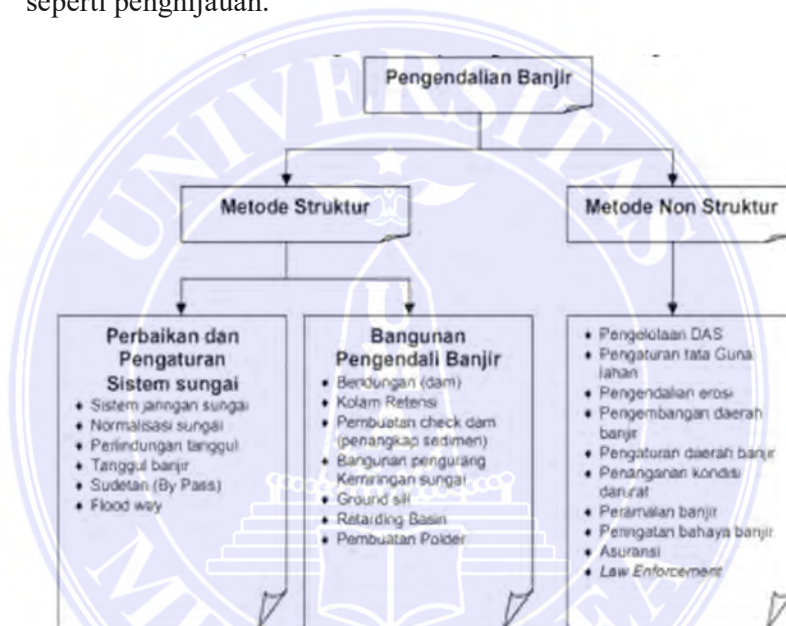 seperti penghijauan.
Pengendalian Banjir
Metode Struktur
Metode Non Struktur
Perbaikan dan
Pengaturan
Sistem sungai
♦ Sistem jaringan sungai
♦ Normalisasi sungai
♦ Perlindungan tanggul
♦ Tanggul banjir
♦ Sudetan (By Pass)
♦ Flood way
Bangunan
Pengendali Banjir
♦ Bendungan (dam)
♦ Kolam Retensi
♦ Pembuatan check dam
(penangkap sedimen)
♦ Bangunan pengurang
Kemiringan sungai
♦ Ground sill
♦ Retarding Basin
♦ Pembuatan Polder
♦ Pengelolaan DAS
♦ Pengaturan tata Guna
lahan
♦ Pengendalian erosi
♦ Pengembangan daerah
banjir
♦ Pengaturan daerah banjir
♦ Penanganan kondisi
darurat
♦ Peramalan banjir
♦ Peringatan bahaya banjir
♦ Asuransi
♦ Law Enforcement
UNIVERSITAS